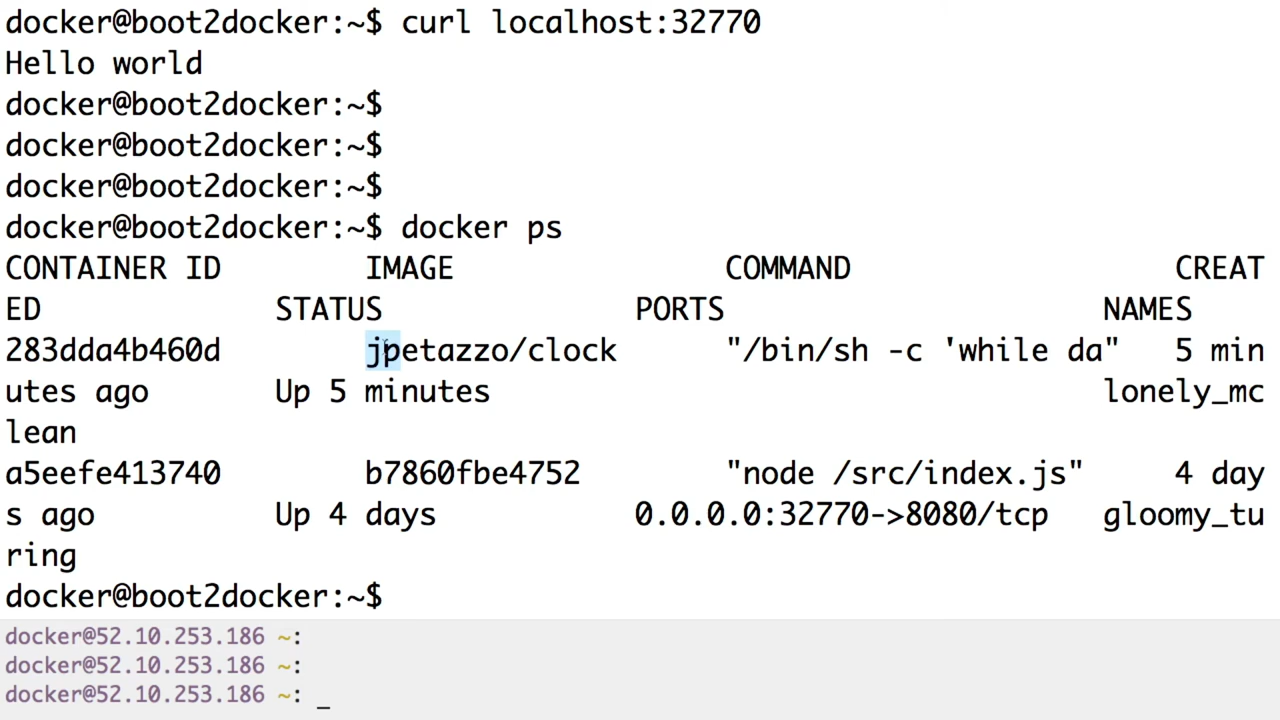 docker@boot2docker:~$ curl localhost:32770
Hello world
docker@boot2docker:~$
docker@boot2docker:~$
docker@boot2docker:~$
docker@boot2docker:~$ docker ps
CONTAINER ID        IMAGE               COMMAND                  CREAT
ED             STATUS              PORTS                     NAMES
283dda4b460d        jpetazzo/clock      "/bin/sh -c 'while da"   5 min
utes ago       Up 5 minutes                                  lonely_mc
lean
a5eefe413740        b7860fbe4752        "node /src/index.js"     4 day
s ago          Up 4 days           0.0.0.0:32770->8080/tcp   gloomy_tu
ring
docker@boot2docker:~$
docker@52.10.253.186 ~:
docker@52.10.253.186 ~:
docker@52.10.253.186 ~: _